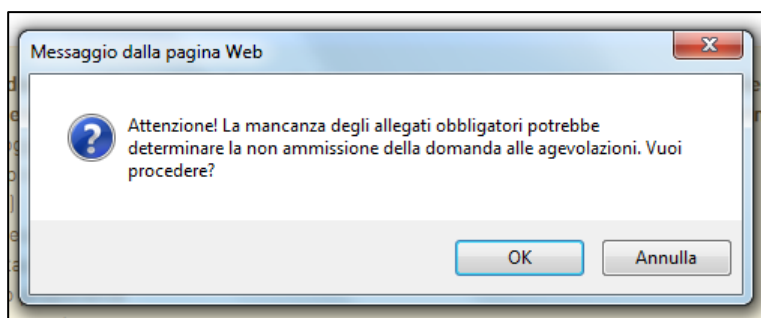 Messaggio dalla pagina Web
Attenzione! La mancanza degli allegati obbligatori potrebbe
determinare la non ammissione della domanda alle agevolazioni. Vuoi
procedere?
OK
Annulla